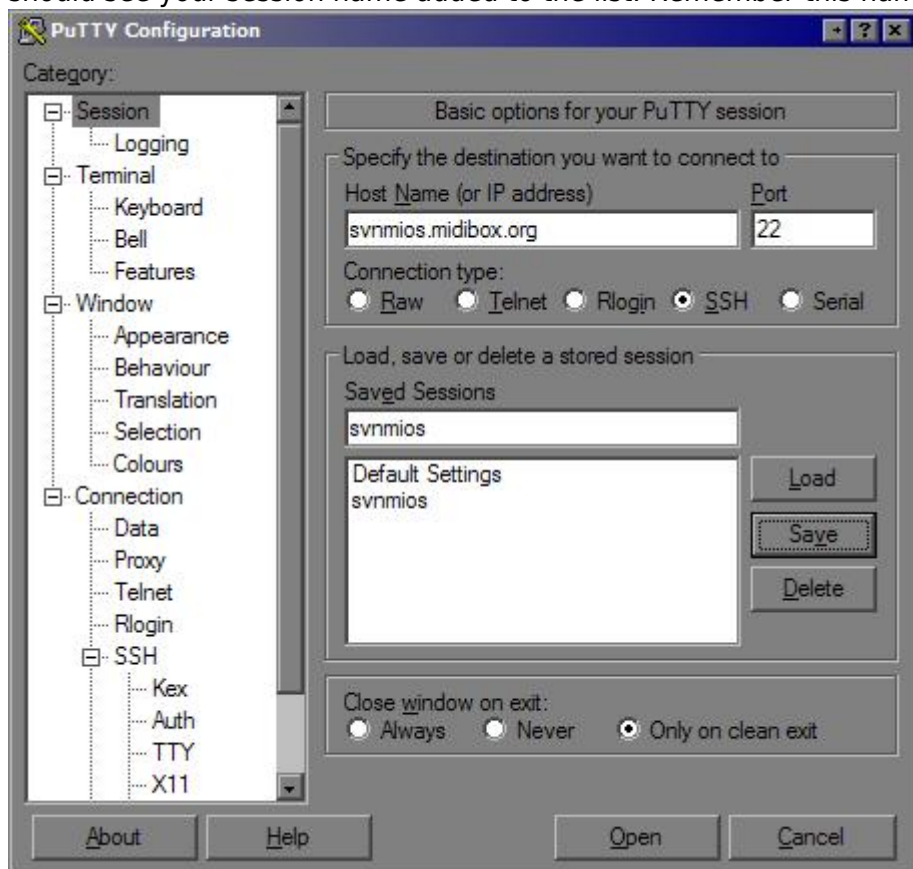 should see your session name added to the list. Remember this
PuTTY Configuration
Category:
Session
Logging
Terminal
Keyboard
Bell
Features
Window
Appearance
Behaviour
Translation
Selection
Colours
Connection
Data
Proxy
Telnet
Rlogin
SSH
Kex
Auth
TTY
X11
Basic options for your PuTTY session
Specify the destination you want to connect to
Host Name (or IP address) Port
svnmios.midibox.org 22
Connection type:
Raw Telnet Rlogin SSH Serial
Load, save or delete a stored session
Saved Sessions
svnmios
Default Settings
svnmios
Load
Save
Delete
Close window on exit:
Always Never Only on clean exit
About Help Open Cancel